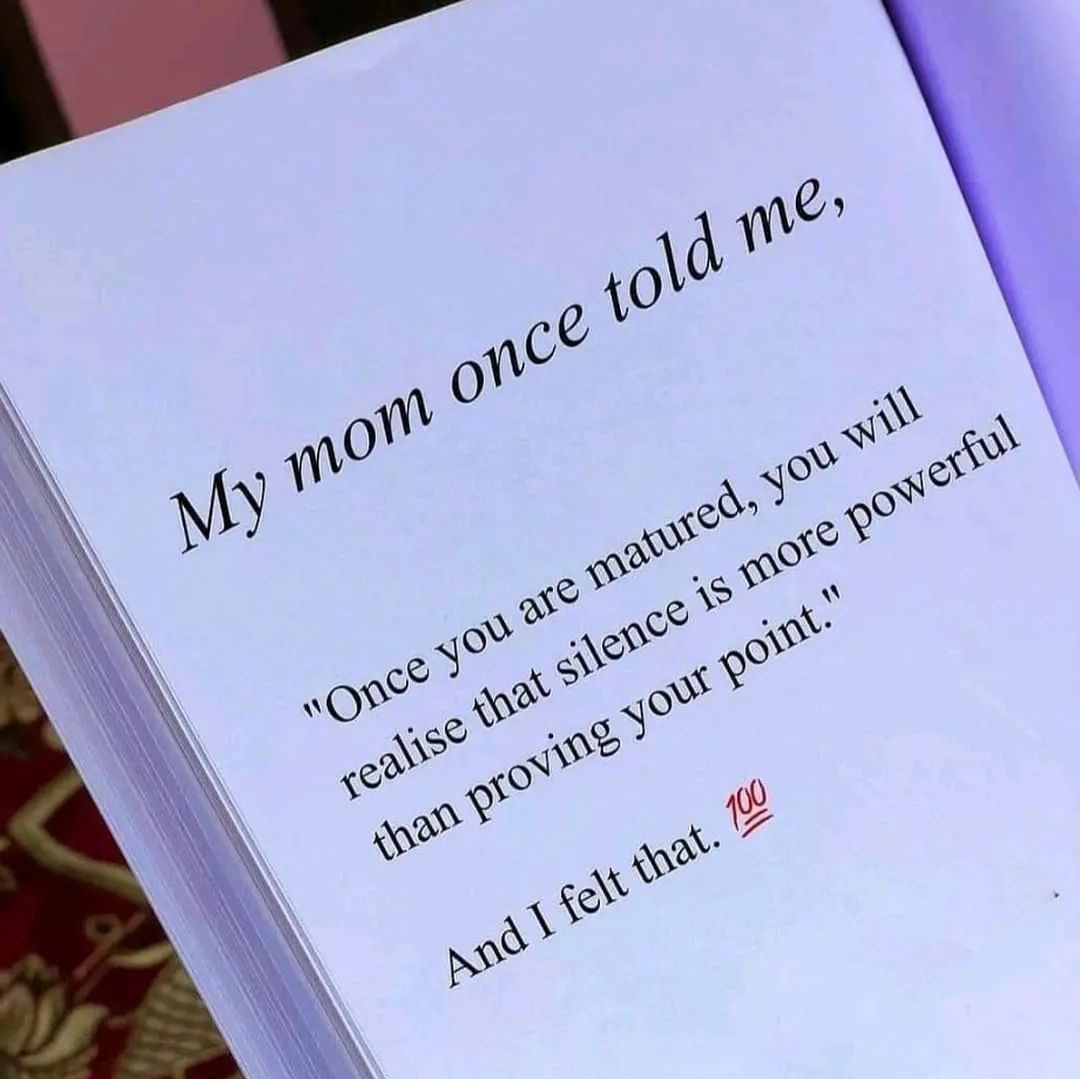 My mom once told me,
"Once you are matured, you will
realise that silence is more powerful
than proving your point."
And I felt that. 💯